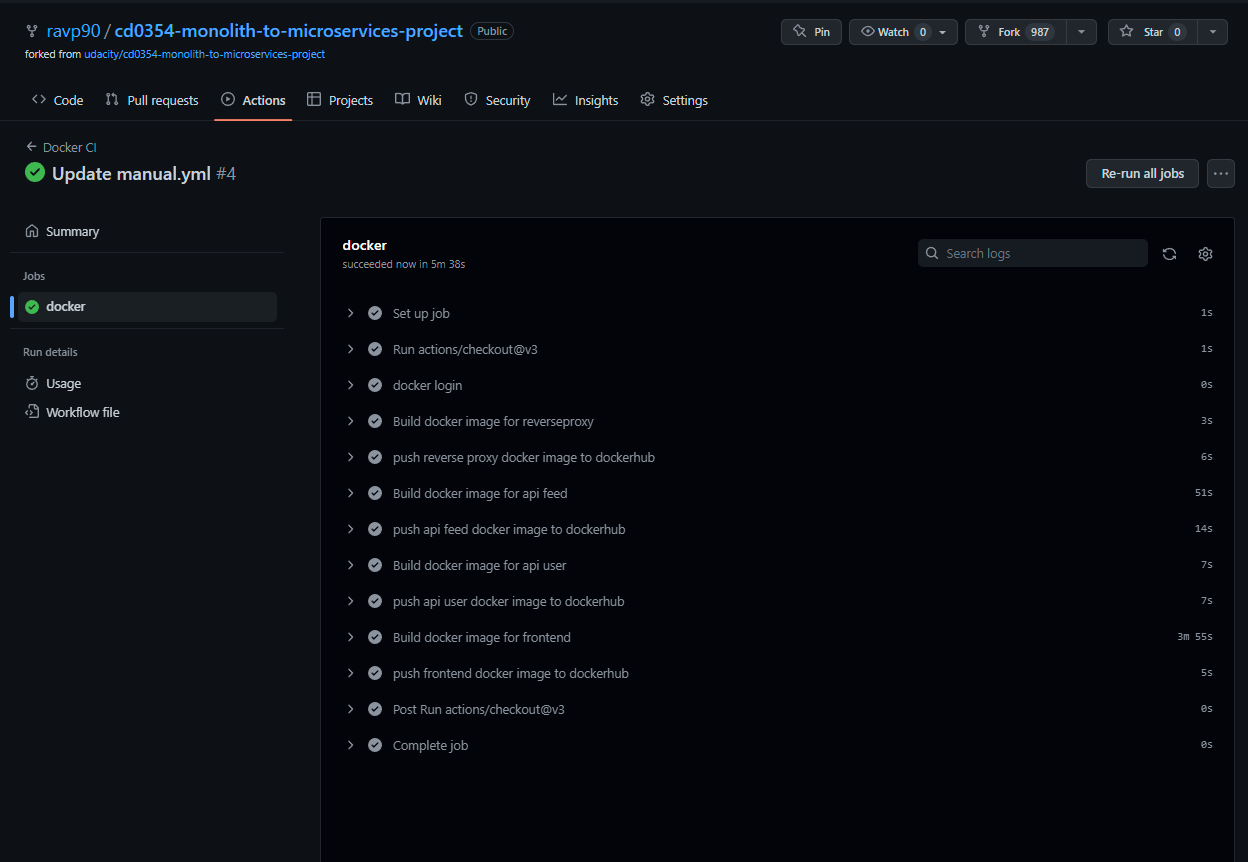 ravp90 / cd0354-monolith-to-microservices-project Public
Pin Watch 0 Fork 987 Star 0
forked from udacity/cd0354-monolith-to-microservices-project
Code Pull requests Actions Projects Wiki Security Insights Settings
Docker CI
Update manual.yml #4
Re-run all jobs
Summary
Jobs
docker
Run details
Usage
Workflow file
docker
succeeded now in 5m 38s
Search logs
Set up job 1s
Run actions/checkout@v3 1s
docker login 0s
Build docker image for reverseproxy 3s
push reverse proxy docker image to dockerhub 6s
Build docker image for api feed 51s
push api feed docker image to dockerhub 14s
Build docker image for api user 7s
push api user docker image to dockerhub 7s
Build docker image for frontend 3m 55s
push frontend docker image to dockerhub 5s
Post Run actions/checkout@v3 0s
Complete job 0s